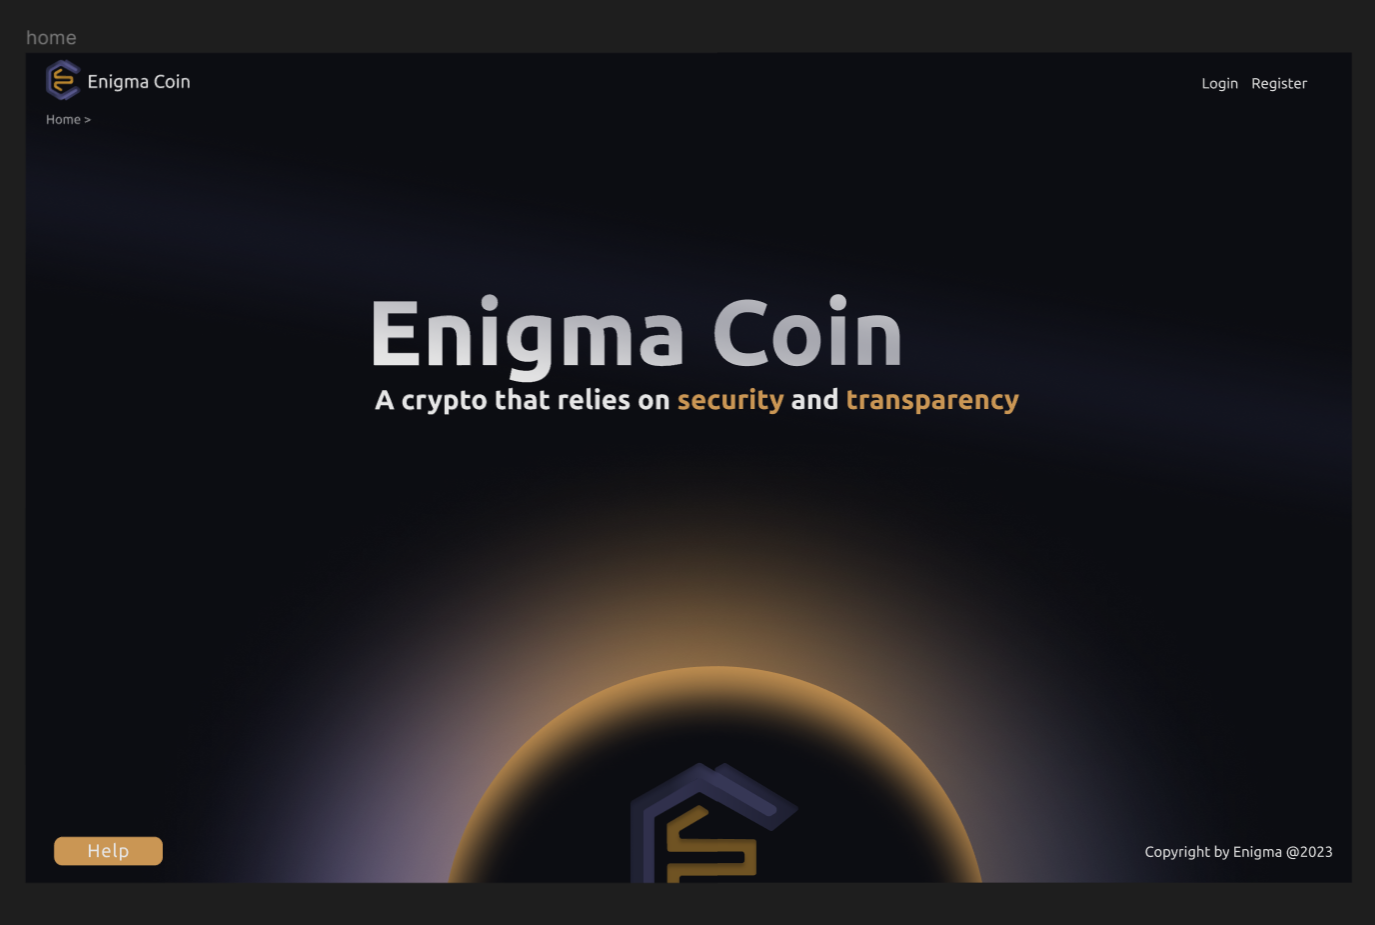 home
Enigma Coin
Login Register
Home >
Enigma Coin
A crypto that relies on security and transparency
Help
Copyright by Enigma @2023